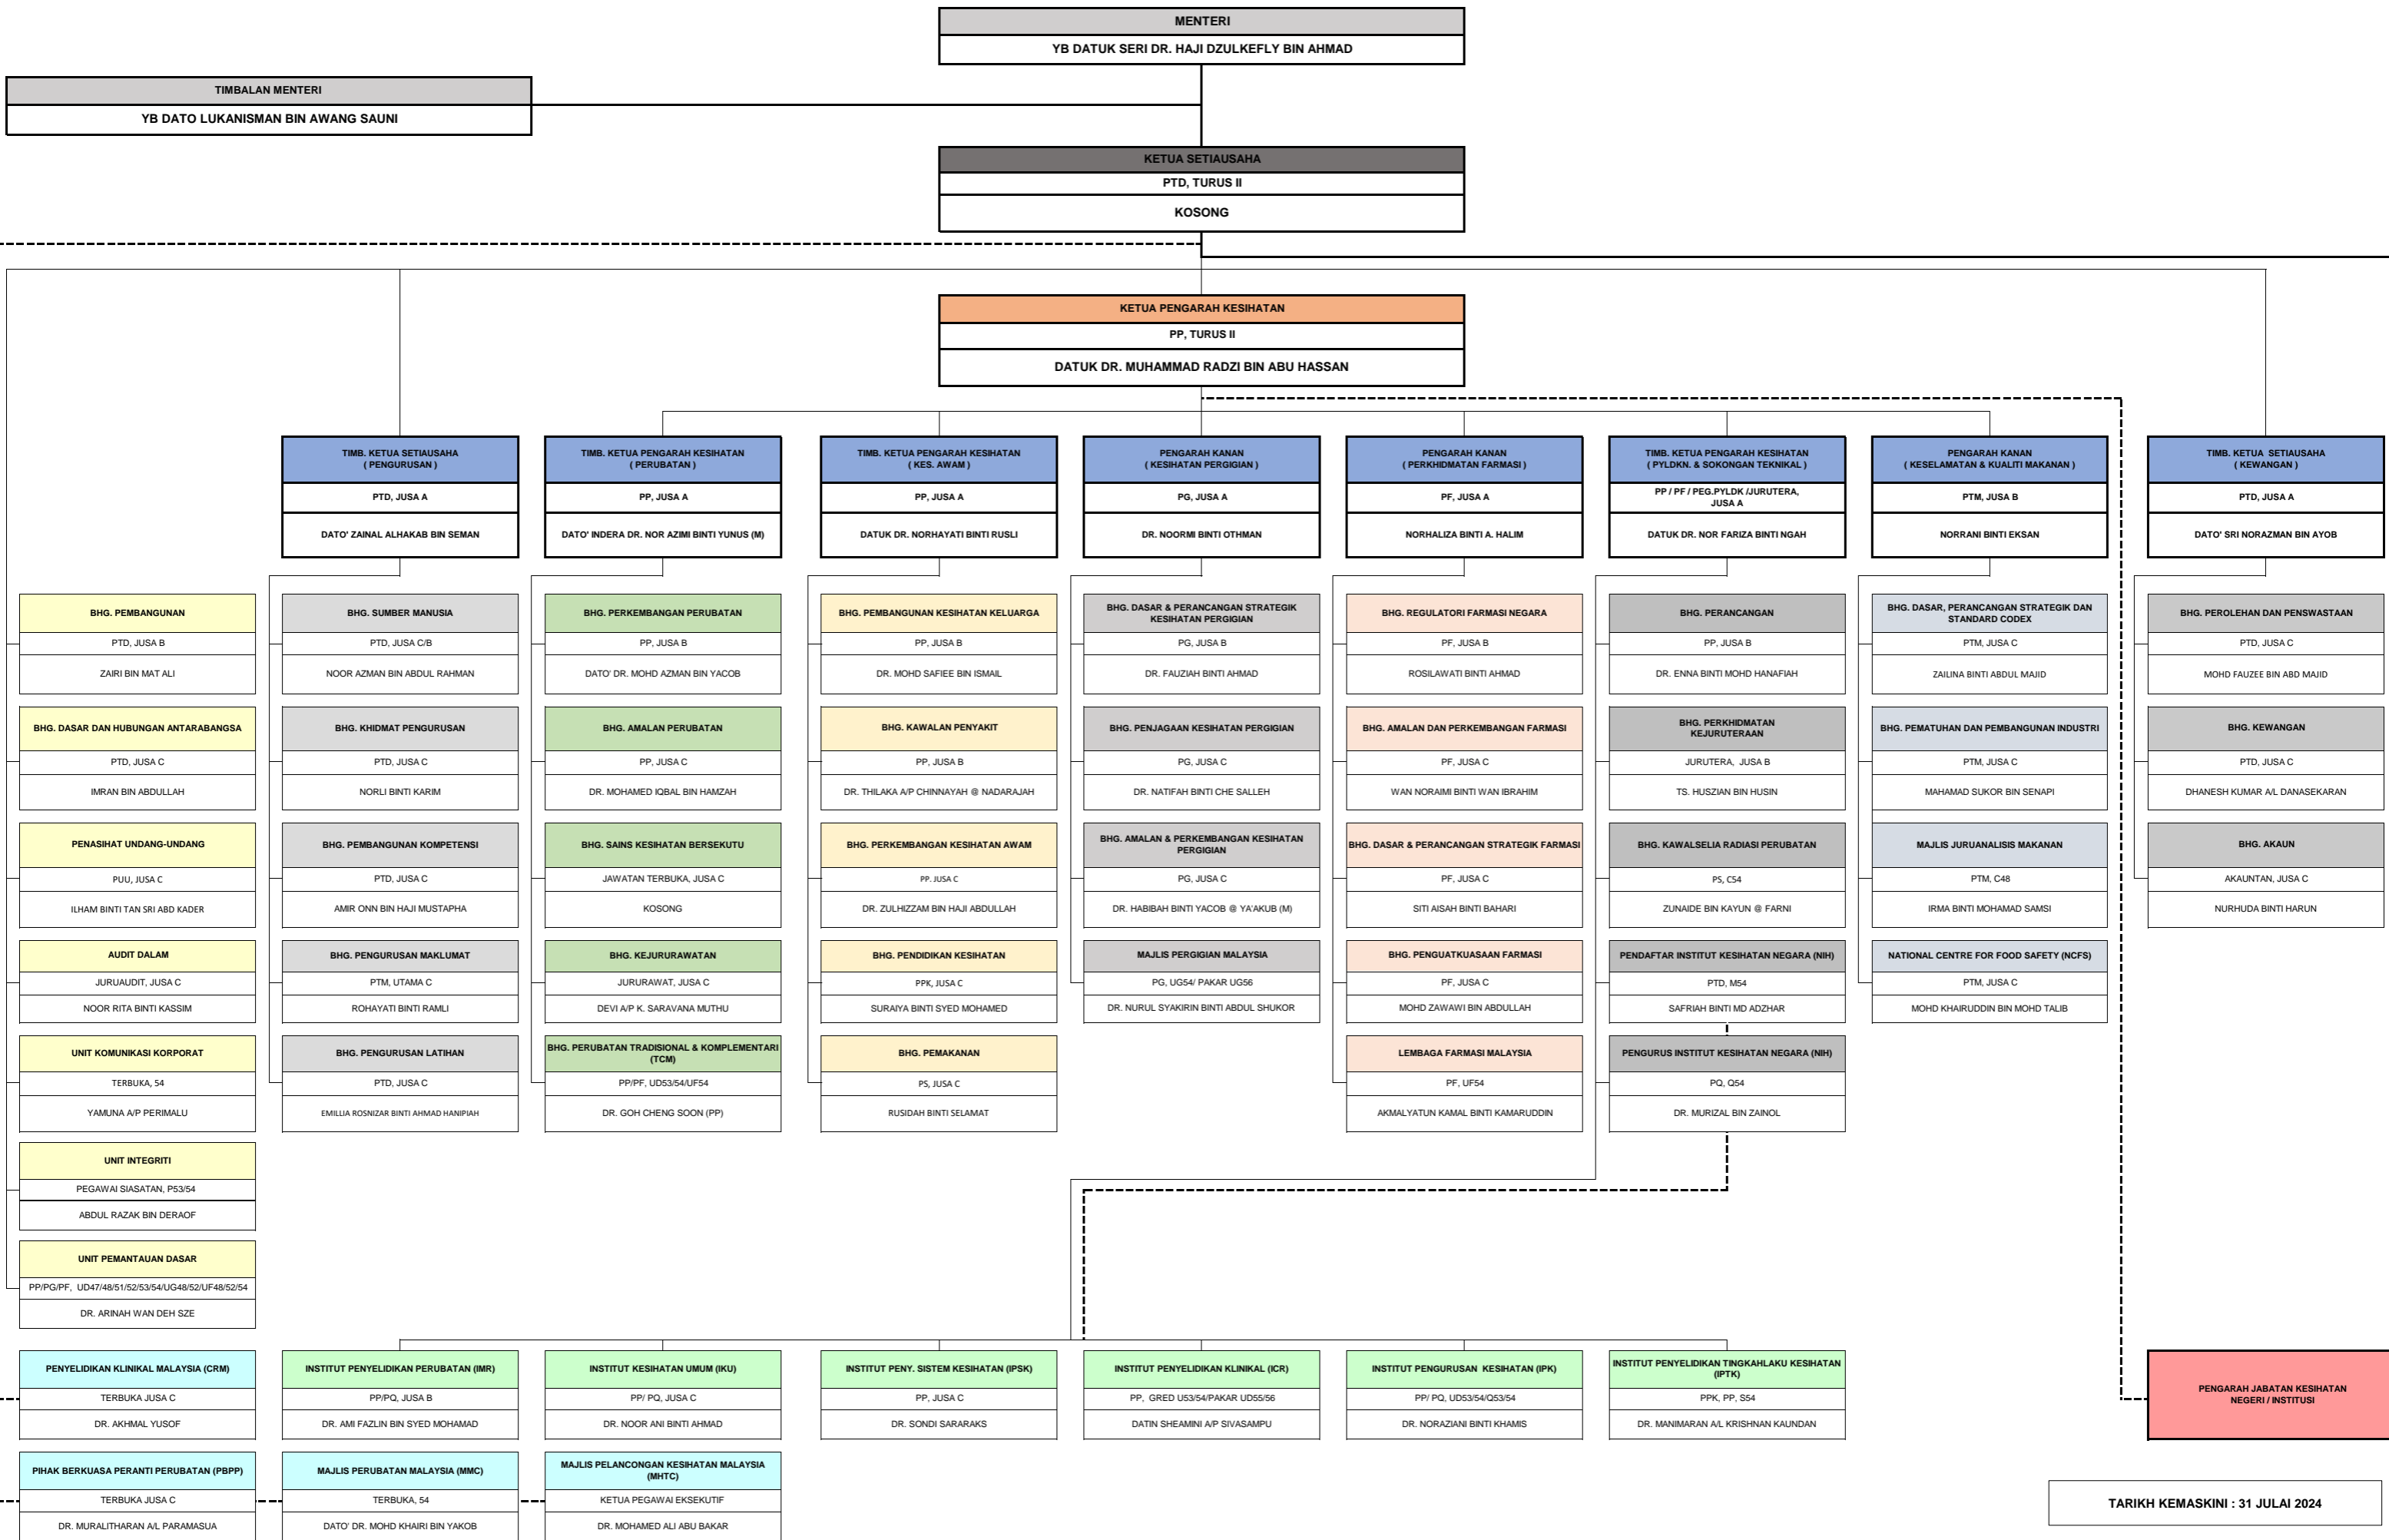 MENTERI
YB DATUK SERI DR. HAJI DZULKEFLY BIN AHMAD
TIMBALAN MENTERI
YB DATO LUKANISMAN BIN AWANG SAUNI
KETUA SETIAUSAHA
PTD, TURUS II
KOSONG
KETUA PENGARAH KESIHATAN
PP, TURUS II
DATUK DR. MUHAMMAD RADZI BIN ABU HASSAN
TIMB. KETUA SETIAUSAHA
( PENGURUSAN )
PTD, JUSA A
DATO' ZAINAL ALHAKAB BIN SEMAN
TIMB. KETUA PENGARAH KESIHATAN
( PERUBATAN )
PP, JUSA A
DATO' INDERA DR. NOR AZIMI BINTI YUNUS (M)
TIMB. KETUA PENGARAH KESIHATAN
( KES. AWAM )
PP, JUSA A
DATUK DR. NORHAYATI BINTI RUSLI
PENGARAH KANAN
( KESIHATAN PERGIGIAN )
PG, JUSA A
DR. NOORMI BINTI OTHMAN
PENGARAH KANAN
( PERKHIDMATAN FARMASI )
PF, JUSA A
NORHALIZA BINTI A. HALIM
TIMB. KETUA PENGARAH KESIHATAN
( PYLDKN. & SOKONGAN TEKNIKAL )
PP / PF / PEG.PYLDK /JURUTERA,
JUSA A
DATUK DR. NOR FARIZA BINTI NGAH
PENGARAH KANAN
( KESELAMATAN & KUALITI MAKANAN )
PTM, JUSA B
NORRANI BINTI EKSAN
TIMB. KETUA  SETIAUSAHA
( KEWANGAN )
PTD, JUSA A
DATO' SRI NORAZMAN BIN AYOB
BHG. PEMBANGUNAN
PTD, JUSA B
ZAIRI BIN MAT ALI
BHG. DASAR DAN HUBUNGAN ANTARABANGSA
PTD, JUSA C
IMRAN BIN ABDULLAH
PENASIHAT UNDANG-UNDANG
PUU, JUSA C
ILHAM BINTI TAN SRI ABD KADER
AUDIT DALAM
JURUAUDIT, JUSA C
NOOR RITA BINTI KASSIM
UNIT KOMUNIKASI KORPORAT
TERBUKA, 54
YAMUNA A/P PERIMALU
UNIT INTEGRITI
PEGAWAI SIASATAN, P53/54
ABDUL RAZAK BIN DERAOF
UNIT PEMANTAUAN DASAR
PP/PG/PF,  UD47/48/51/52/53/54/UG48/52/UF48/52/54
DR. ARINAH WAN DEH SZE
BHG. SUMBER MANUSIA
PTD, JUSA C/B
NOOR AZMAN BIN ABDUL RAHMAN
BHG. KHIDMAT PENGURUSAN
PTD, JUSA C
NORLI BINTI KARIM
BHG. PEMBANGUNAN KOMPETENSI
PTD, JUSA C
AMIR ONN BIN HAJI MUSTAPHA
BHG. PENGURUSAN MAKLUMAT
PTM, UTAMA C
ROHAYATI BINTI RAMLI
BHG. PENGURUSAN LATIHAN
PTD, JUSA C
EMILLIA ROSNIZAR BINTI AHMAD HANIPIAH
BHG. PERKEMBANGAN PERUBATAN
PP, JUSA B
DATO' DR. MOHD AZMAN BIN YACOB
BHG. AMALAN PERUBATAN
PP, JUSA C
DR. MOHAMED IQBAL BIN HAMZAH
BHG. SAINS KESIHATAN BERSEKUTU
JAWATAN TERBUKA, JUSA C
KOSONG
BHG. KEJURURAWATAN
JURURAWAT, JUSA C
DEVI A/P K. SARAVANA MUTHU
BHG. PERUBATAN TRADISIONAL & KOMPLEMENTARI
(TCM)
PP/PF, UD53/54/UF54
DR. GOH CHENG SOON (PP)
BHG. PEMBANGUNAN KESIHATAN KELUARGA
PP, JUSA B
DR. MOHD SAFIEE BIN ISMAIL
BHG. KAWALAN PENYAKIT
PP, JUSA B
DR. THILAKA A/P CHINNAYAH @ NADARAJAH
BHG. PERKEMBANGAN KESIHATAN AWAM
PP. JUSA C
DR. ZULHIZZAM BIN HAJI ABDULLAH
BHG. PENDIDIKAN KESIHATAN
PPK, JUSA C
SURAIYA BINTI SYED MOHAMED
BHG. PEMAKANAN
PS, JUSA C
RUSIDAH BINTI SELAMAT
BHG. DASAR & PERANCANGAN STRATEGIK
KESIHATAN PERGIGIAN
PG, JUSA B
DR. FAUZIAH BINTI AHMAD
BHG. PENJAGAAN KESIHATAN PERGIGIAN
PG, JUSA C
DR. NATIFAH BINTI CHE SALLEH
BHG. AMALAN & PERKEMBANGAN KESIHATAN
PERGIGIAN
PG, JUSA C
DR. HABIBAH BINTI YACOB @ YA'AKUB (M)
MAJLIS PERGIGIAN MALAYSIA
PG, UG54/ PAKAR UG56
DR. NURUL SYAKIRIN BINTI ABDUL SHUKOR
BHG. REGULATORI FARMASI NEGARA
PF, JUSA B
ROSILAWATI BINTI AHMAD
BHG. AMALAN DAN PERKEMBANGAN FARMASI
PF, JUSA C
WAN NORAIMI BINTI WAN IBRAHIM
BHG. DASAR & PERANCANGAN STRATEGIK FARMASI
PF, JUSA C
SITI AISAH BINTI BAHARI
BHG. PENGUATKUASAAN FARMASI
PF, JUSA C
MOHD ZAWAWI BIN ABDULLAH
LEMBAGA FARMASI MALAYSIA
PF, UF54
AKMALYATUN KAMAL BINTI KAMARUDDIN
BHG. PERANCANGAN
PP, JUSA B
DR. ENNA BINTI MOHD HANAFIAH
BHG. PERKHIDMATAN
KEJURUTERAAN
JURUTERA,  JUSA B
TS. HUSZIAN BIN HUSIN
BHG. KAWALSELIA RADIASI PERUBATAN
PS, C54
ZUNAIDE BIN KAYUN @ FARNI
PENDAFTAR INSTITUT KESIHATAN NEGARA (NIH)
PTD, M54
SAFRIAH BINTI MD ADZHAR
PENGURUS INSTITUT KESIHATAN NEGARA (NIH)
PQ, Q54
DR. MURIZAL BIN ZAINOL
BHG. DASAR, PERANCANGAN STRATEGIK DAN
STANDARD CODEX
PTM, JUSA C
ZAILINA BINTI ABDUL MAJID
BHG. PEMATUHAN DAN PEMBANGUNAN INDUSTRI
PTM, JUSA C
MAHAMAD SUKOR BIN SENAPI
MAJLIS JURUANALISIS MAKANAN
PTM, C48
IRMA BINTI MOHAMAD SAMSI
NATIONAL CENTRE FOR FOOD SAFETY (NCFS)
PTM, JUSA C
MOHD KHAIRUDDIN BIN MOHD TALIB
BHG. PEROLEHAN DAN PENSWASTAAN
PTD, JUSA C
MOHD FAUZEE BIN ABD MAJID
BHG. KEWANGAN
PTD, JUSA C
DHANESH KUMAR A/L DANASEKARAN
BHG. AKAUN
AKAUNTAN, JUSA C
NURHUDA BINTI HARUN
PENYELIDIKAN KLINIKAL MALAYSIA (CRM)
TERBUKA JUSA C
DR. AKHMAL YUSOF
INSTITUT PENYELIDIKAN PERUBATAN (IMR)
PP/PQ, JUSA B
DR. AMI FAZLIN BIN SYED MOHAMAD
INSTITUT KESIHATAN UMUM (IKU)
PP/ PQ, JUSA C
DR. NOOR ANI BINTI AHMAD
INSTITUT PENY. SISTEM KESIHATAN (IPSK)
PP, JUSA C
DR. SONDI SARARAKS
INSTITUT PENYELIDIKAN KLINIKAL (ICR)
PP,  GRED U53/54/PAKAR UD55/56
DATIN SHEAMINI A/P SIVASAMPU
INSTITUT PENGURUSAN  KESIHATAN (IPK)
PP/ PQ, UD53/54/Q53/54
DR. NORAZIANI BINTI KHAMIS
INSTITUT PENYELIDIKAN TINGKAHLAKU KESIHATAN
(IPTK)
PPK, PP, S54
DR. MANIMARAN A/L KRISHNAN KAUNDAN
PENGARAH JABATAN KESIHATAN
NEGERI / INSTITUSI
PIHAK BERKUASA PERANTI PERUBATAN (PBPP)
TERBUKA JUSA C
DR. MURALITHARAN A/L PARAMASUA
MAJLIS PERUBATAN MALAYSIA (MMC)
TERBUKA, 54
DATO' DR. MOHD KHAIRI BIN YAKOB
MAJLIS PELANCONGAN KESIHATAN MALAYSIA
(MHTC)
KETUA PEGAWAI EKSEKUTIF
DR. MOHAMED ALI ABU BAKAR
TARIKH KEMASKINI : 31 JULAI 2024